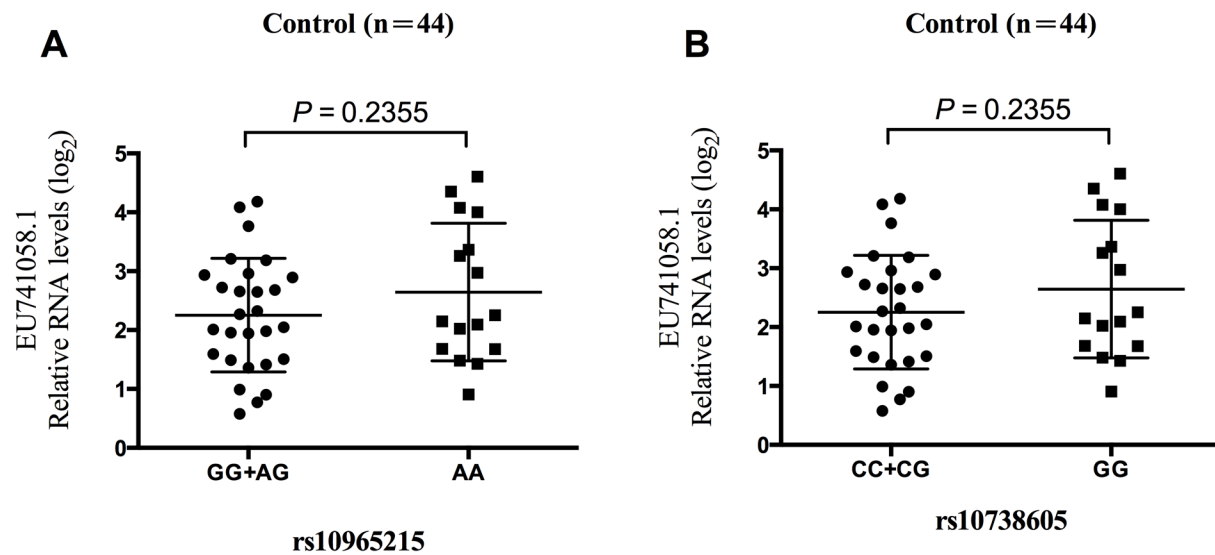 Control (n=44)
A
P = 0.2355
EU741058.1
Relative RNA levels (log2)
5
4
3
2
1
0
GG+AG
AA
rs10965215
Control (n=44)
B
P = 0.2355
EU741058.1
Relative RNA levels (log2)
5
4
3
2
1
0
CC+CG
GG
rs10738605